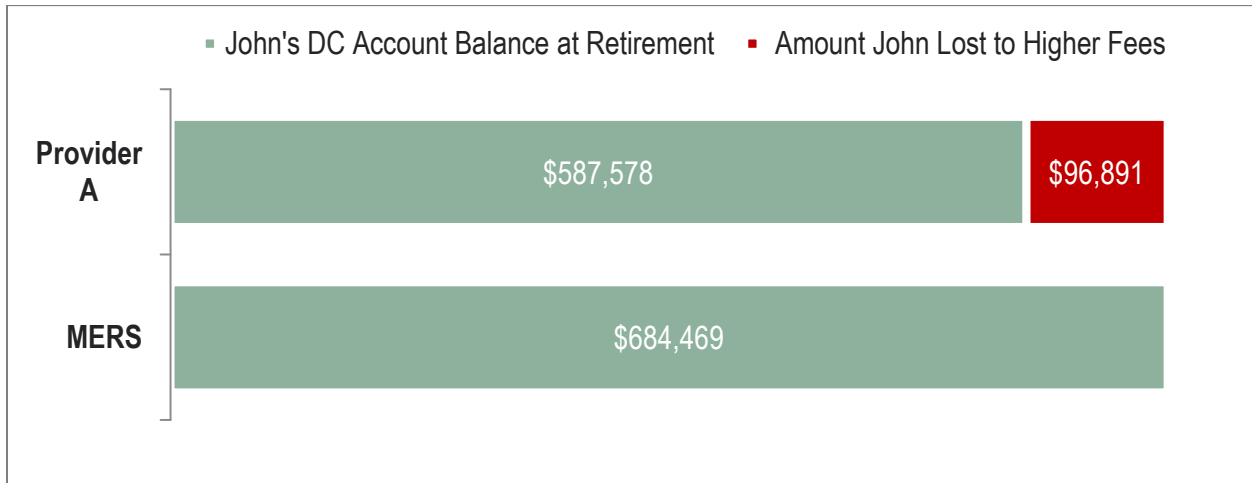 John's DC Account Balance at Retirement
Amount John Lost to Higher Fees
Provider
A
$587,578
$96,891
MERS
$684,469